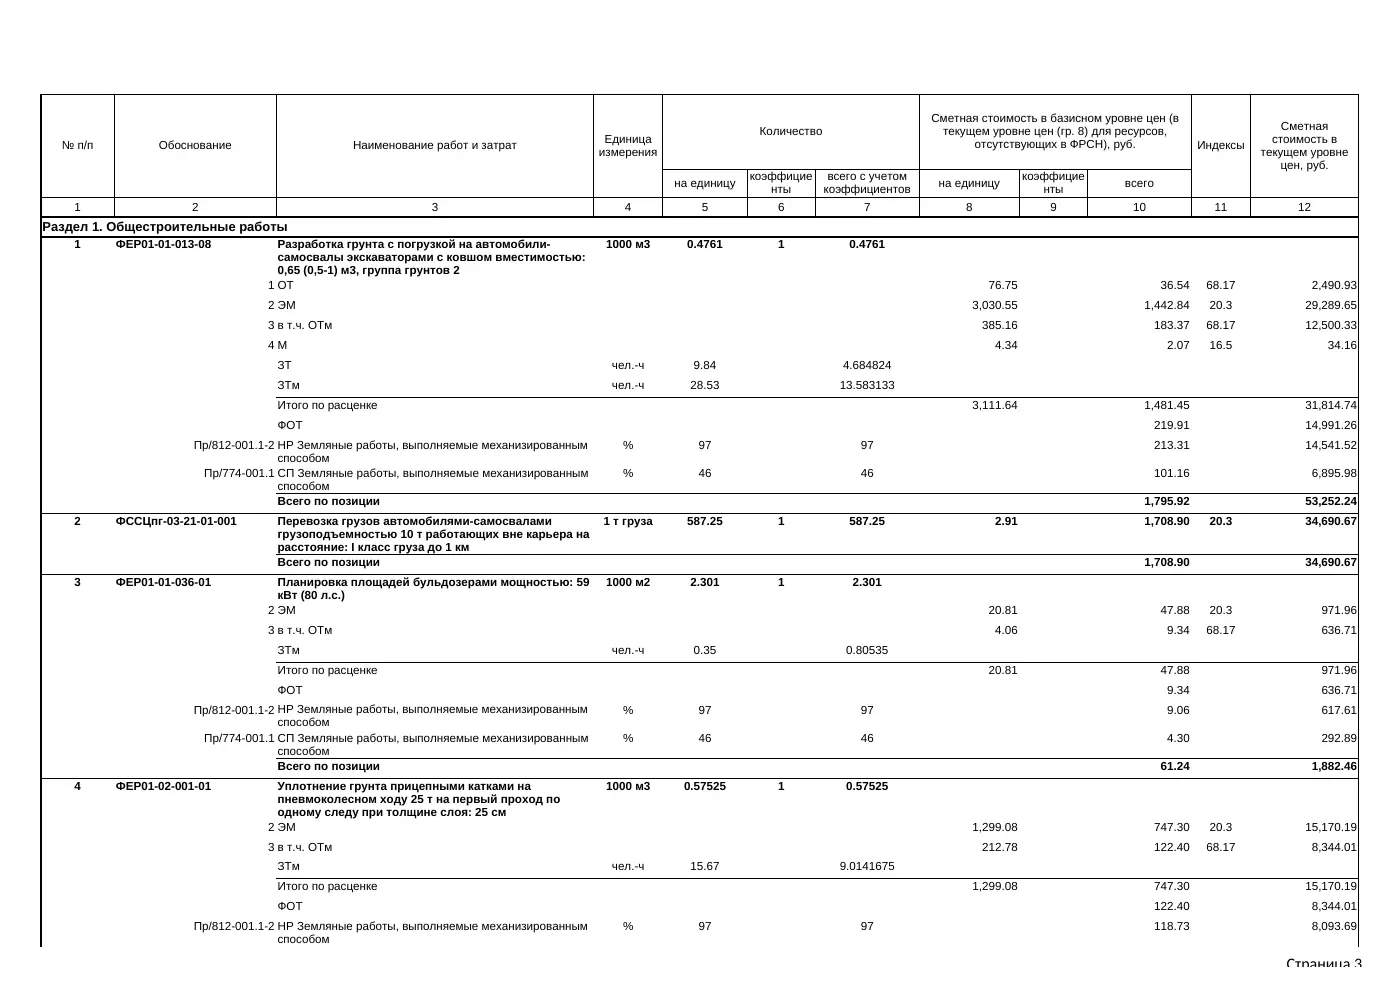 № п/п Обоснование Наименование работ и затрат Единица измерения Количество Сметная стоимость в базисном уровне цен (в текущем уровне цен (гр. 8) для ресурсов, отсутствующих в ФРСН), руб. Индексы Сметная стоимость в текущем уровне цен, руб.
на единицу коэффициенты всего с учетом коэффициентов на единицу коэффициенты всего
1 2 3 4 5 6 7 8 9 10 11 12
Раздел 1. Общестроительные работы
1 ФЕР01-01-013-08 Разработка грунта с погрузкой на автомобили- 1000 м3 0.4761 1 0.4761
самосвалы экскаваторами с ковшом вместимостью:
0,65 (0,5-1) м3, группа грунтов 2
1 ОТ 76.75 36.54 68.17 2,490.93
2 ЭМ 3,030.55 1,442.84 20.3 29,289.65
3 в т.ч. ОТм 385.16 183.37 68.17 12,500.33
4 М 4.34 2.07 16.5 34.16
ЗТ чел.-ч 9.84 4.684824
ЗТм чел.-ч 28.53 13.583133
Итого по расценке 3,111.64 1,481.45 31,814.74
ФОТ 219.91 14,991.26
Пр/812-001.1-2 НР Земляные работы, выполняемые механизированным % 97 97 213.31 14,541.52
способом
Пр/774-001.1 СП Земляные работы, выполняемые механизированным % 46 46 101.16 6,895.98
способом
Всего по позиции 1,795.92 53,252.24
2 ФССЦпг-03-21-01-001 Перевозка грузов автомобилями-самосвалами 1 т груза 587.25 1 587.25 2.91 1,708.90 20.3 34,690.67
грузоподъемностью 10 т работающих вне карьера на
расстояние: I класс груза до 1 км
Всего по позиции 1,708.90 34,690.67
3 ФЕР01-01-036-01 Планировка площадей бульдозерами мощностью: 59 1000 м2 2.301 1 2.301
кВт (80 л.с.)
2 ЭМ 20.81 47.88 20.3 971.96
3 в т.ч. ОТм 4.06 9.34 68.17 636.71
ЗТм чел.-ч 0.35 0.80535
Итого по расценке 20.81 47.88 971.96
ФОТ 9.34 636.71
Пр/812-001.1-2 НР Земляные работы, выполняемые механизированным % 97 97 9.06 617.61
способом
Пр/774-001.1 СП Земляные работы, выполняемые механизированным % 46 46 4.30 292.89
способом
Всего по позиции 61.24 1,882.46
4 ФЕР01-02-001-01 Уплотнение грунта прицепными катками на 1000 м3 0.57525 1 0.57525
пневмоколесном ходу 25 т на первый проход по
одному следу при толщине слоя: 25 см
2 ЭМ 1,299.08 747.30 20.3 15,170.19
3 в т.ч. ОТм 212.78 122.40 68.17 8,344.01
ЗТм чел.-ч 15.67 9.0141675
Итого по расценке 1,299.08 747.30 15,170.19
ФОТ 122.40 8,344.01
Пр/812-001.1-2 НР Земляные работы, выполняемые механизированным % 97 97 118.73 8,093.69
способом
Страница 3